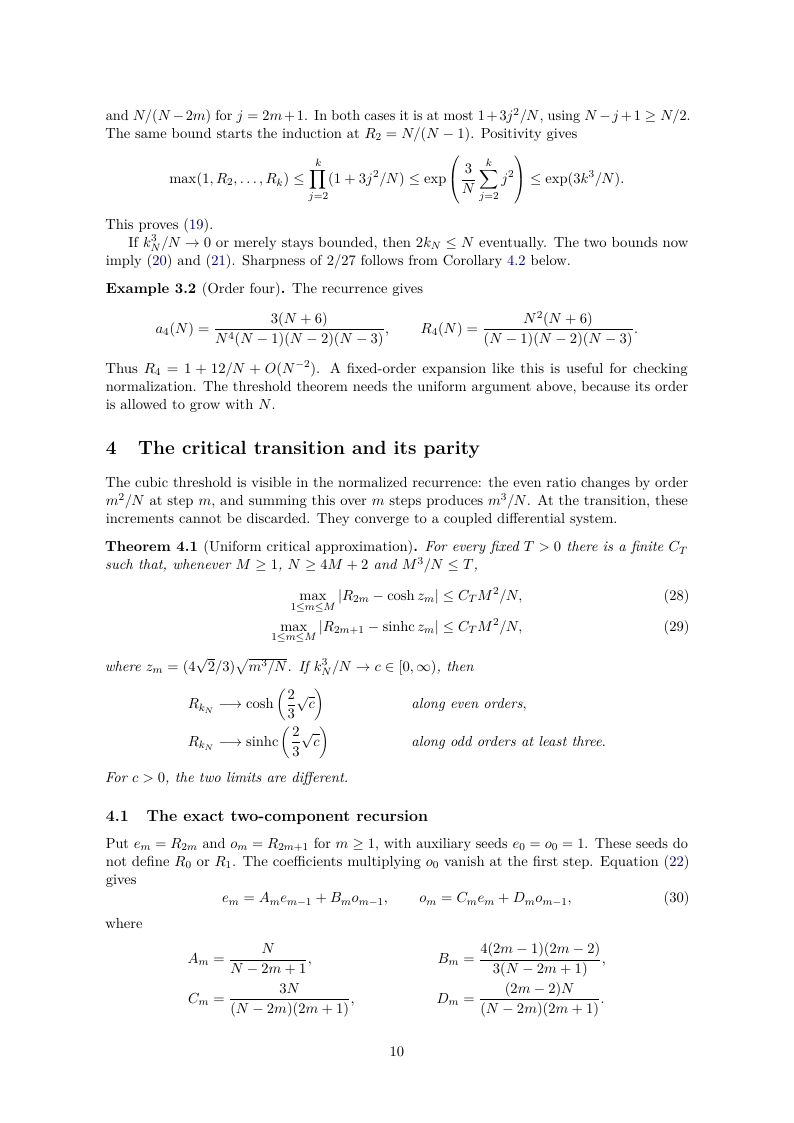 and N/(N − 2m) for j = 2m+1. In both cases it is at most 1+3j²/N, using N − j+1 ≥ N/2.
The same bound starts the induction at R₂ = N/(N − 1). Positivity gives
max(1, R₂, . . . , Rₖ) ≤ ∏_{j=2}^{k} (1 + 3j²/N) ≤ exp( (3/N) ∑_{j=2}^{k} j² ) ≤ exp(3k³/N).
This proves (19).
If k_N³/N → 0 or merely stays bounded, then 2k_N ≤ N eventually. The two bounds now
imply (20) and (21). Sharpness of 2/27 follows from Corollary 4.2 below.
Example 3.2 (Order four). The recurrence gives
a₄(N) = 3(N + 6) / (N⁴(N − 1)(N − 2)(N − 3)), R₄(N) = N²(N + 6) / ((N − 1)(N − 2)(N − 3)).
Thus R₄ = 1 + 12/N + O(N⁻²). A fixed-order expansion like this is useful for checking
normalization. The threshold theorem needs the uniform argument above, because its order
is allowed to grow with N.
4 The critical transition and its parity
The cubic threshold is visible in the normalized recurrence: the even ratio changes by order
m²/N at step m, and summing this over m steps produces m³/N. At the transition, these
increments cannot be discarded. They converge to a coupled differential system.
Theorem 4.1 (Uniform critical approximation). For every fixed T > 0 there is a finite C_T
such that, whenever M ≥ 1, N ≥ 4M + 2 and M³/N ≤ T,
max_{1≤m≤M} |R_{2m} − cosh z_m| ≤ C_T M²/N, (28)
max_{1≤m≤M} |R_{2m+1} − sinhc z_m| ≤ C_T M²/N, (29)
where z_m = (4√2/3)√(m³/N). If k_N³/N → c ∈ [0, ∞), then
R_{k_N} ⟶ cosh( (2/3)√c ) along even orders,
R_{k_N} ⟶ sinhc( (2/3)√c ) along odd orders at least three.
For c > 0, the two limits are different.
4.1 The exact two-component recursion
Put e_m = R_{2m} and o_m = R_{2m+1} for m ≥ 1, with auxiliary seeds e₀ = o₀ = 1. These seeds do
not define R₀ or R₁. The coefficients multiplying o₀ vanish at the first step. Equation (22)
gives
e_m = A_m e_{m−1} + B_m o_{m−1}, o_m = C_m e_m + D_m o_{m−1}, (30)
where
A_m = N / (N − 2m + 1), B_m = 4(2m − 1)(2m − 2) / (3(N − 2m + 1)),
C_m = 3N / ((N − 2m)(2m + 1)), D_m = (2m − 2)N / ((N − 2m)(2m + 1)).
10